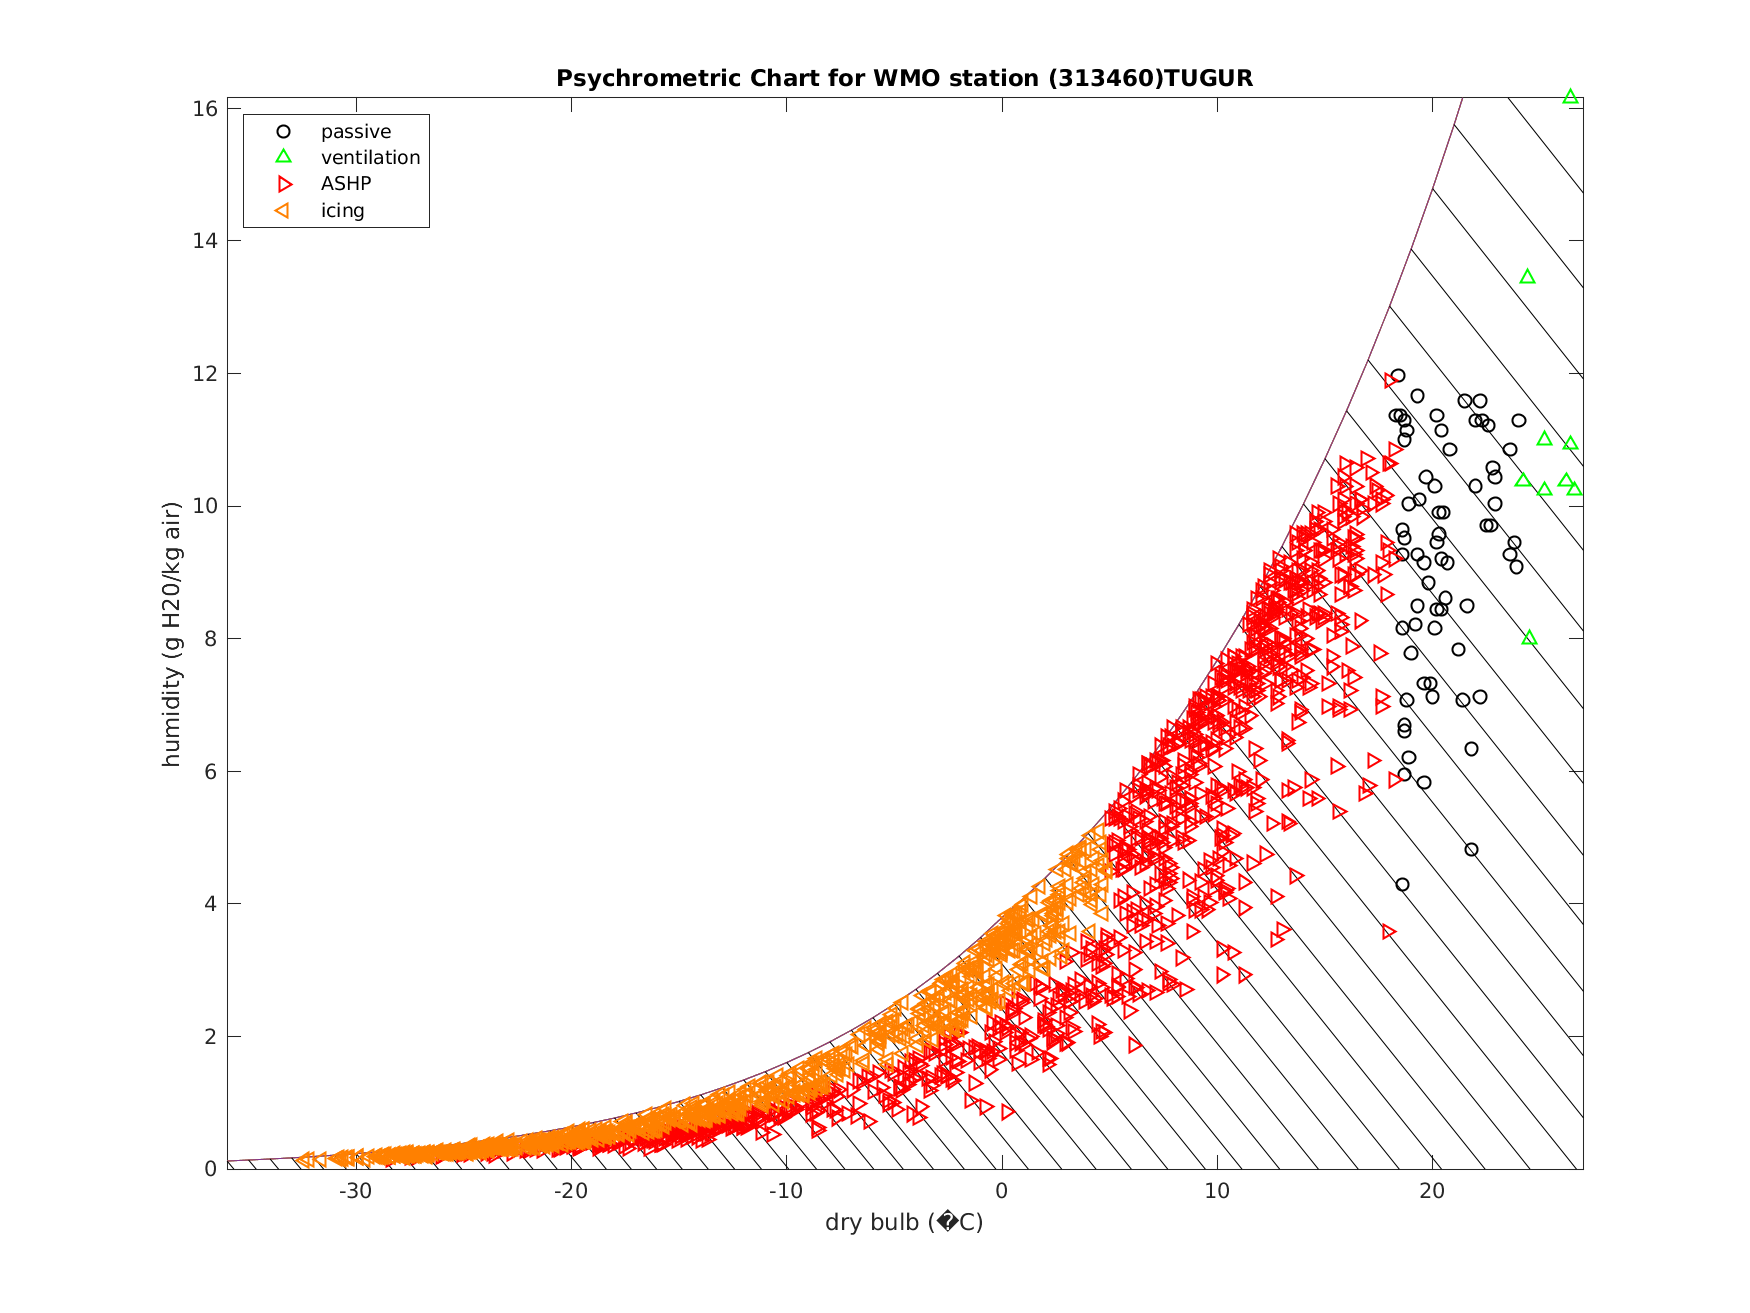 Psychrometric Chart for WMO station (313460)TUGUR
passive
ventilation
ASHP
icing
humidity (g H20/kg air)
16
14
12
10
8
6
4
2
0
-30
-20
-10
0
10
20
dry bulb (�C)